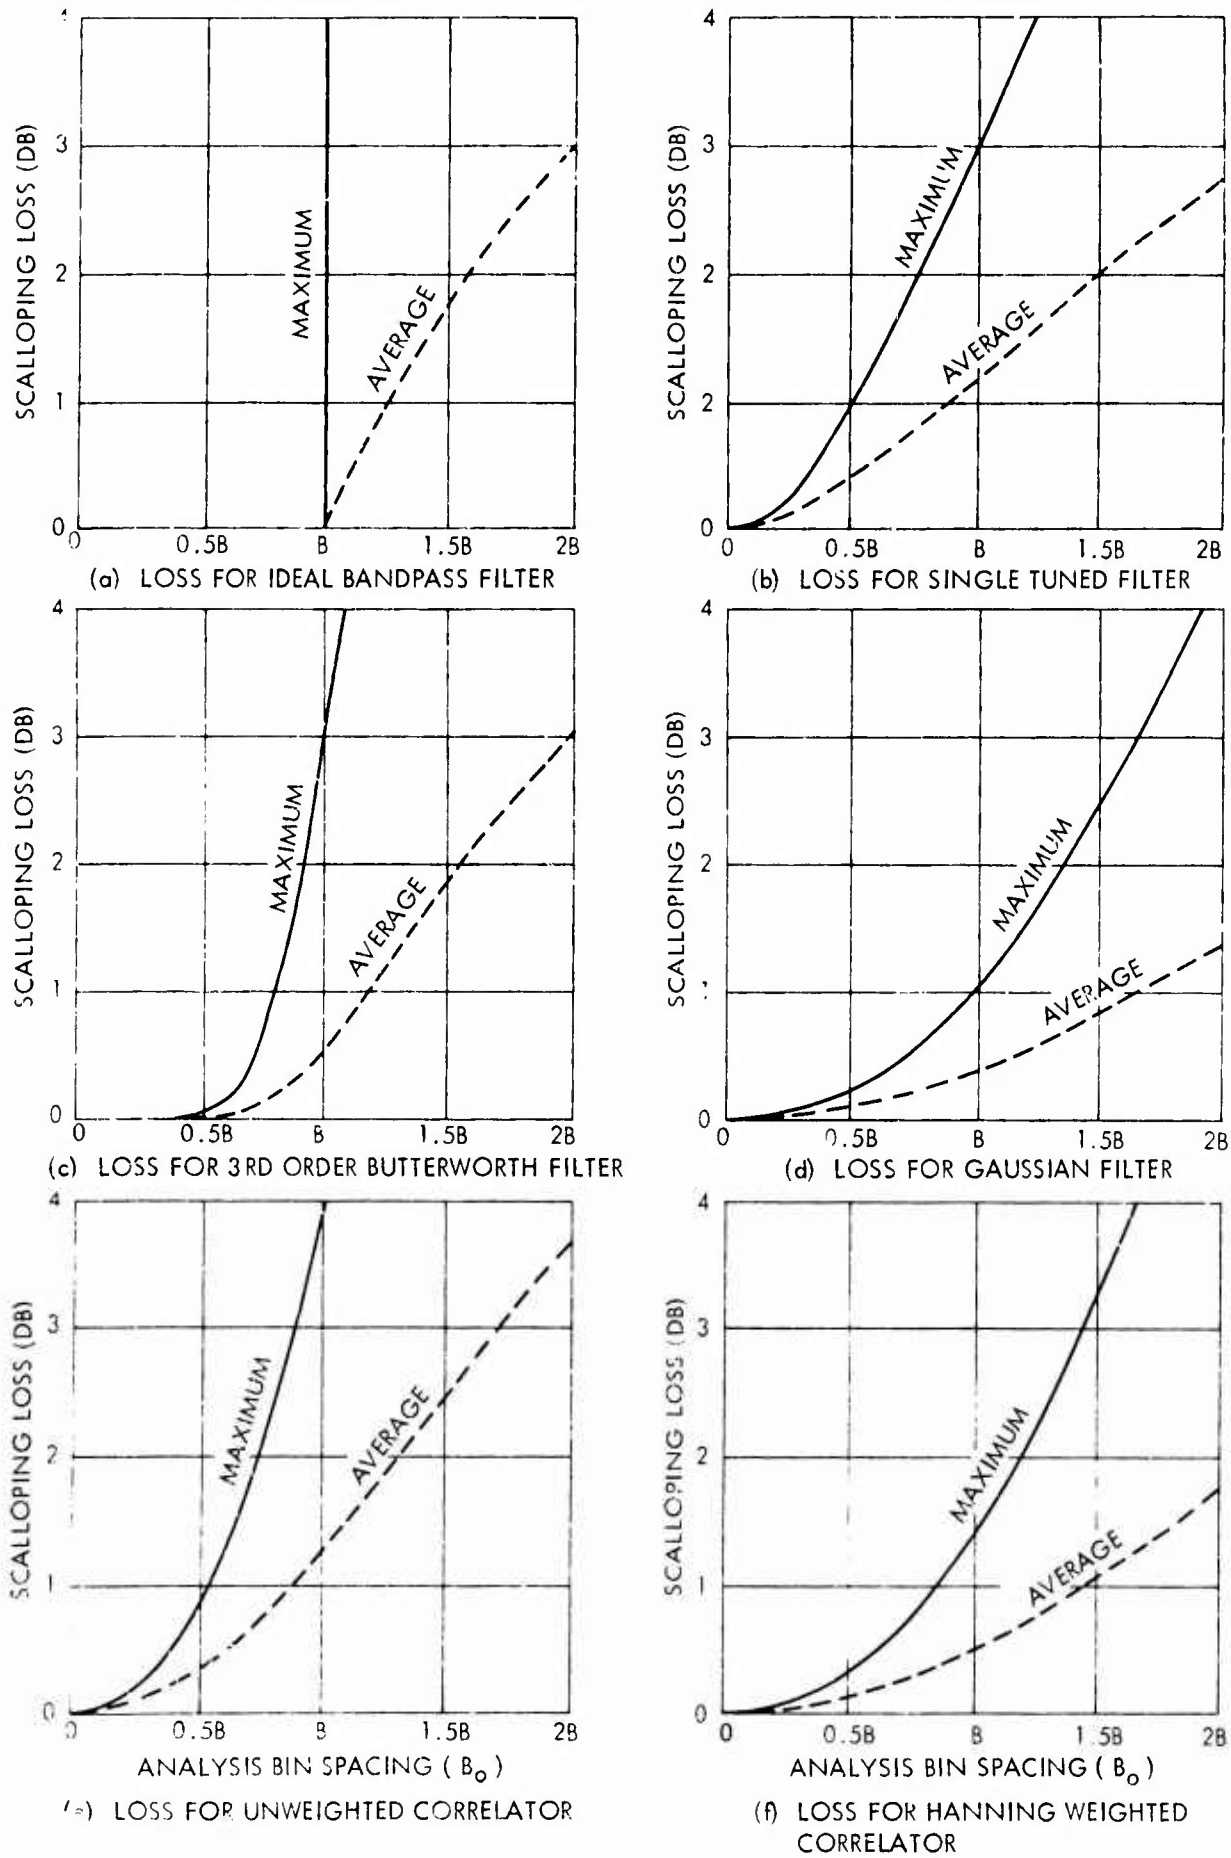 4
3
2
1
0
SCALLOPING LOSS (DB)
MAXIMUM
AVERAGE
0 0.5B B 1.5B 2B
(a) LOSS FOR IDEAL BANDPASS FILTER
4
3
2
2
0
SCALLOPING LOSS (DB)
MAXIMUM
AVERAGE
0 0.5B B 1.5B 2B
(b) LOSS FOR SINGLE TUNED FILTER
4
3
2
1
0
SCALLOPING LOSS (DB)
MAXIMUM
AVERAGE
0 0.5B B 1.5B 2B
(c) LOSS FOR 3RD ORDER BUTTERWORTH FILTER
4
3
2
0
SCALLOPING LOSS (DB)
MAXIMUM
AVERAGE
0 0.5B B 1.5B 2B
(d) LOSS FOR GAUSSIAN FILTER
4
3
2
1
0
SCALLOPING LOSS (DB)
MAXIMUM
AVERAGE
0 0.5B B 1.5B 2B
ANALYSIS BIN SPACING (B₀)
(e) LOSS FOR UNWEIGHTED CORRELATOR
4
3
2
1
0
SCALLOPING LOSS (DB)
MAXIMUM
AVERAGE
0 0.5B B 1.5B 2B
ANALYSIS BIN SPACING (B₀)
(f) LOSS FOR HANNING WEIGHTED
CORRELATOR